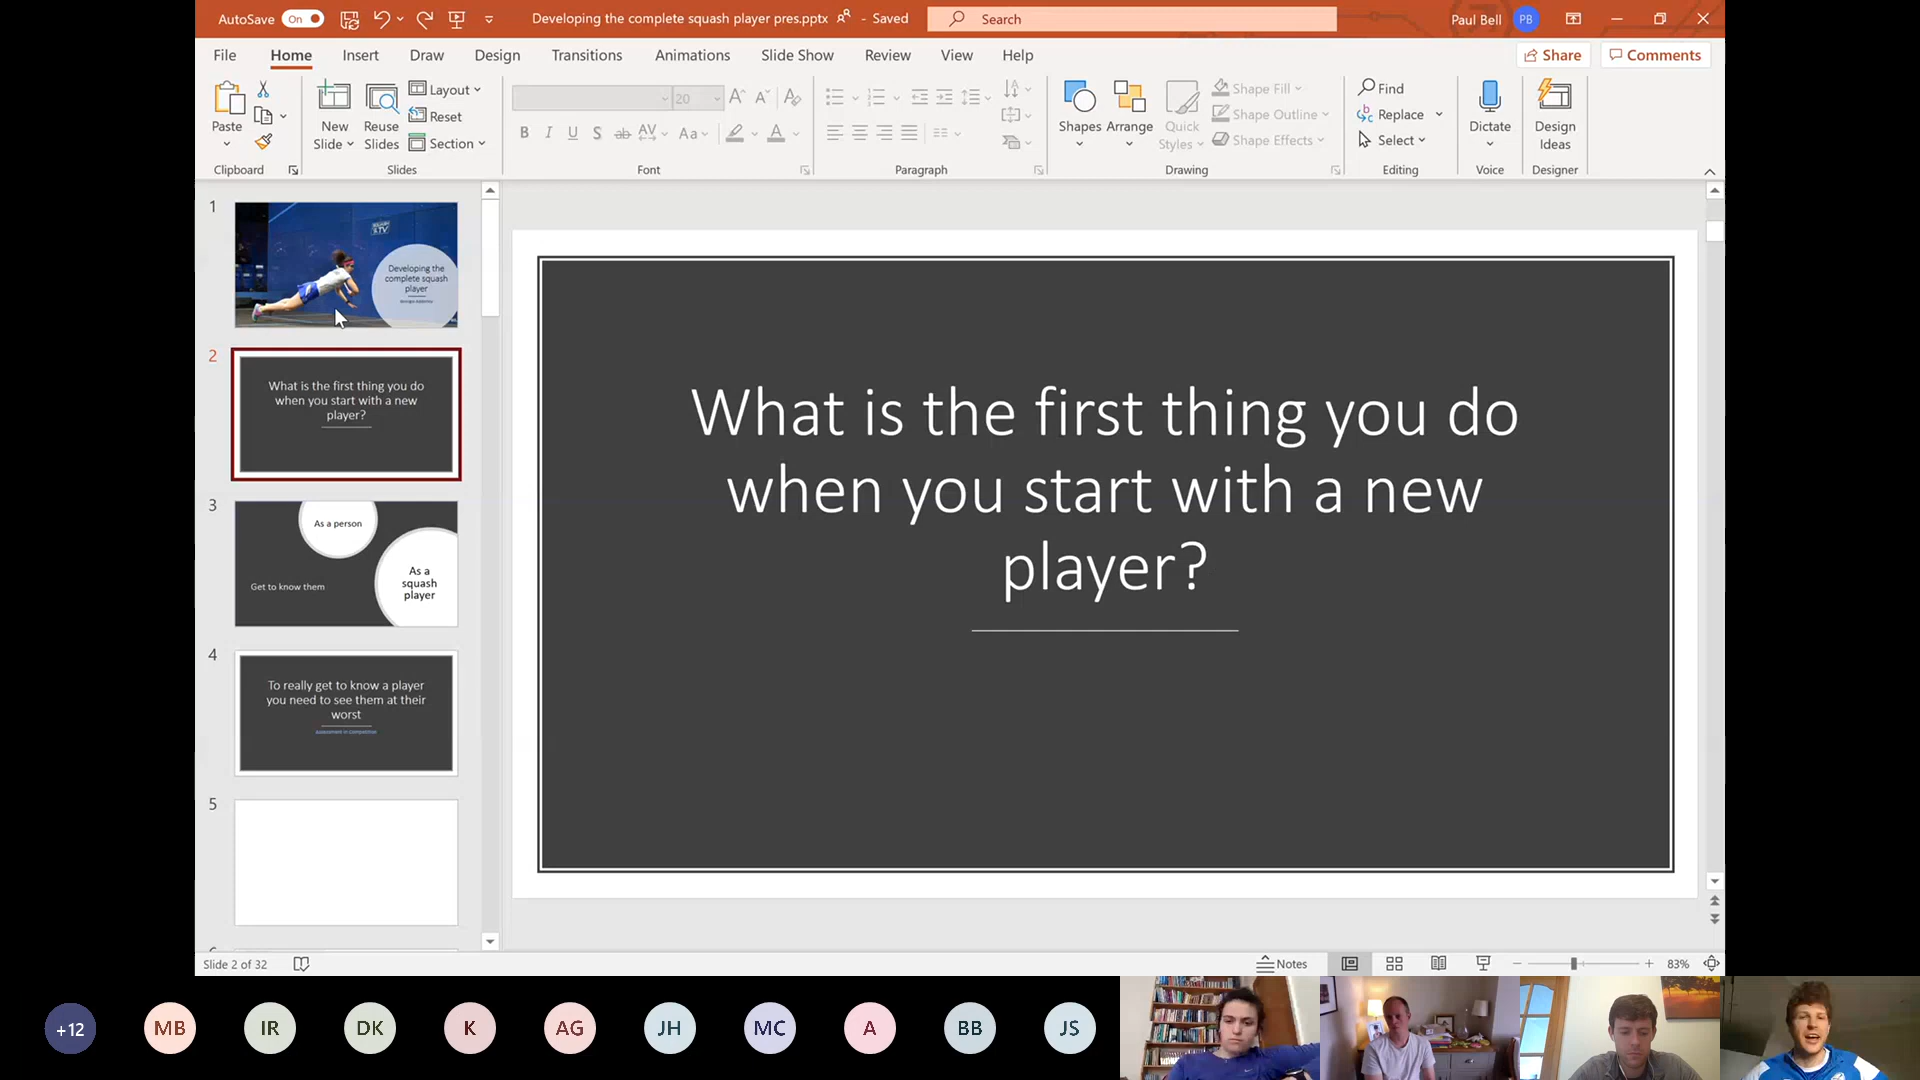 AutoSave On Developing the complete squash player pres.pptx - Saved Search Paul Bell PB
File Home Insert Draw Design Transitions Animations Slide Show Review View Help Share Comments
Paste
Clipboard
New Slide
Reuse Slides
Layout
Reset
Section
Slides
20
B I U S ab AV Aa A
Font
Paragraph
Shapes
Arrange
Quick Styles
Shape Fill
Shape Outline
Shape Effects
Drawing
Find
Replace
Select
Editing
Dictate
Voice
Design Ideas
Designer
1
SQUASH TV
Developing the
complete squash
player
2
What is the first thing you do
when you start with a new
player?
3
As a person
Get to know them
As a
squash
player
4
To really get to know a player
you need to see them at their
worst
Assessment in Competition
5
What is the first thing you do
when you start with a new
player?
Slide 2 of 32 Notes 83%
+12 MB IR DK K AG JH MC A BB JS